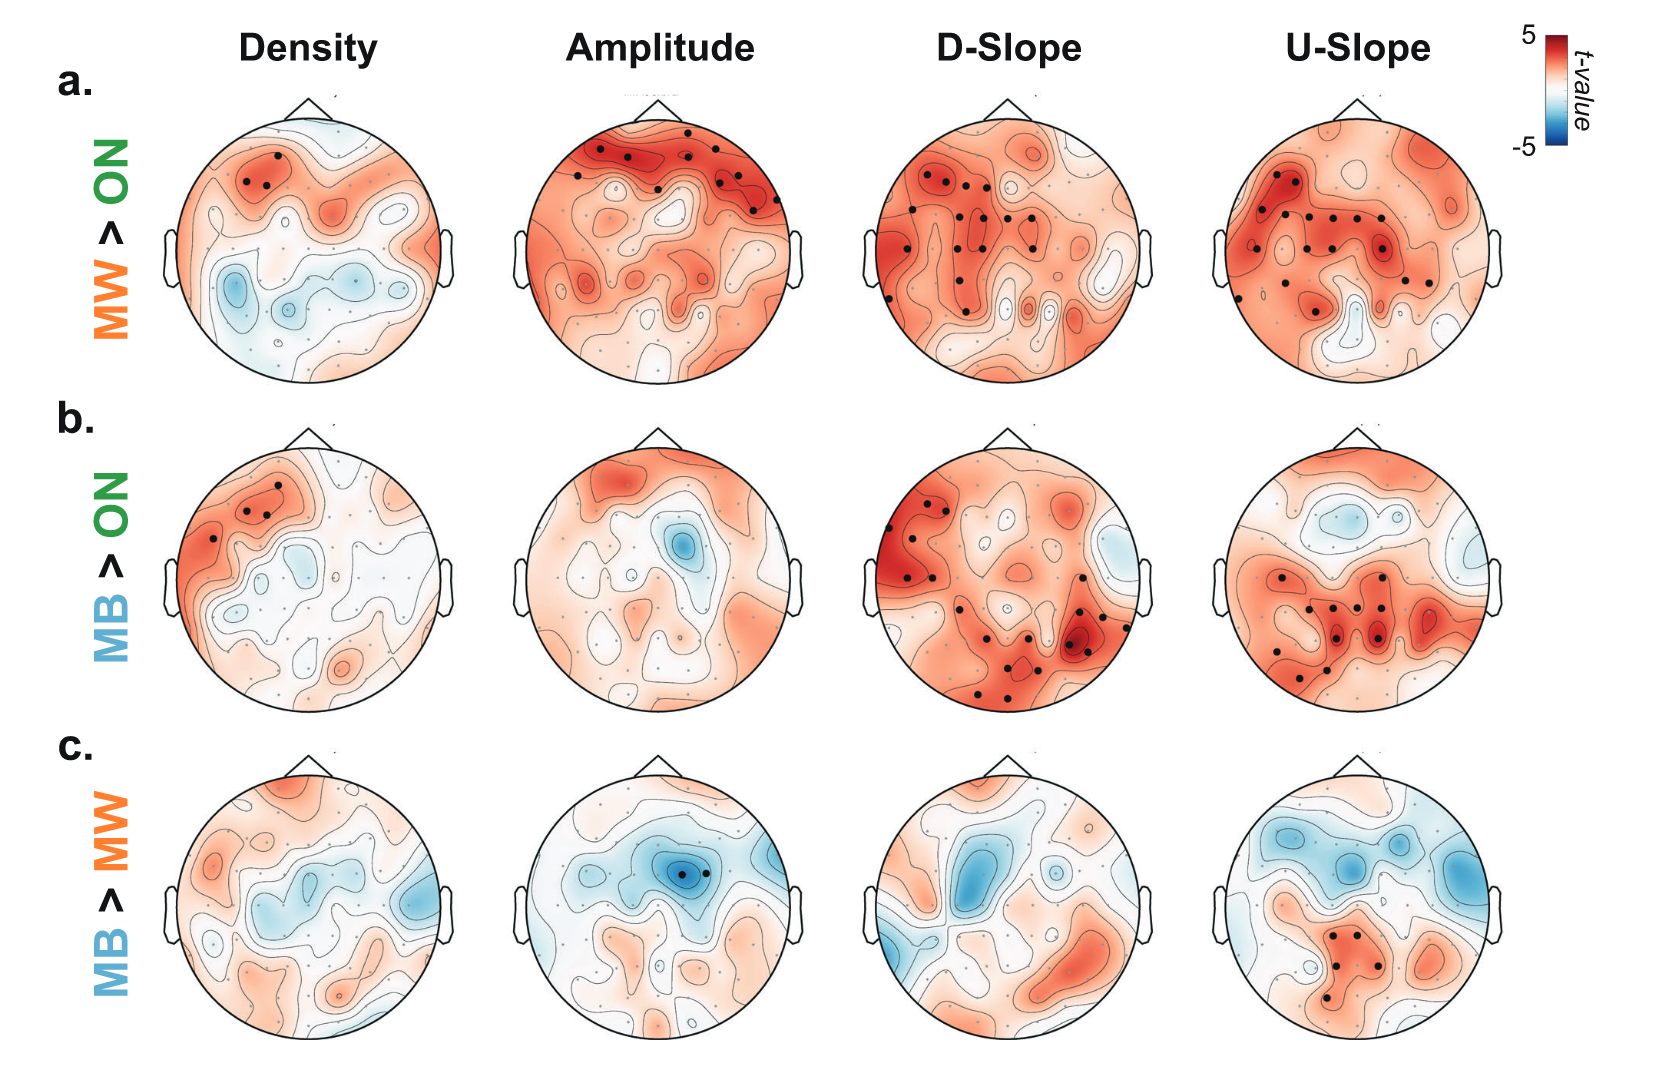 Density Amplitude D-Slope U-Slope
5
-5
t-value
a.
MW > ON
b.
MB > ON
c.
MB > MW